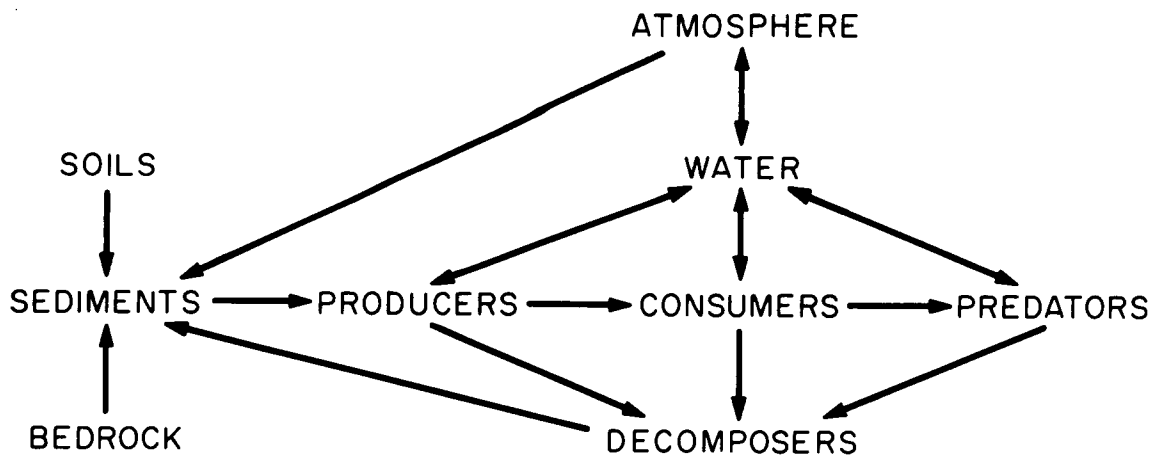 ATMOSPHERE
SOILS
WATER
SEDIMENTS PRODUCERS CONSUMERS PREDATORS
BEDROCK
DECOMPOSERS